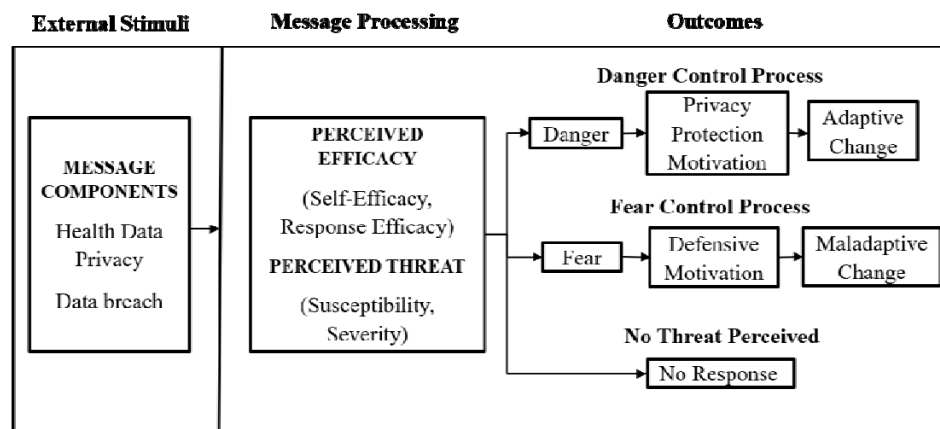 External Stimuli
Message Processing
Outcomes
MESSAGE
COMPONENTS
Health Data
Privacy
Data breach
PERCEIVED
EFFICACY
(Self-Efficacy,
Response Efficacy)
PERCEIVED THREAT
(Susceptibility,
Severity)
Danger Control Process
Danger
Privacy
Protection
Motivation
Adaptive
Change
Fear Control Process
Fear
Defensive
Motivation
Maladaptive
Change
No Threat Perceived
No Response